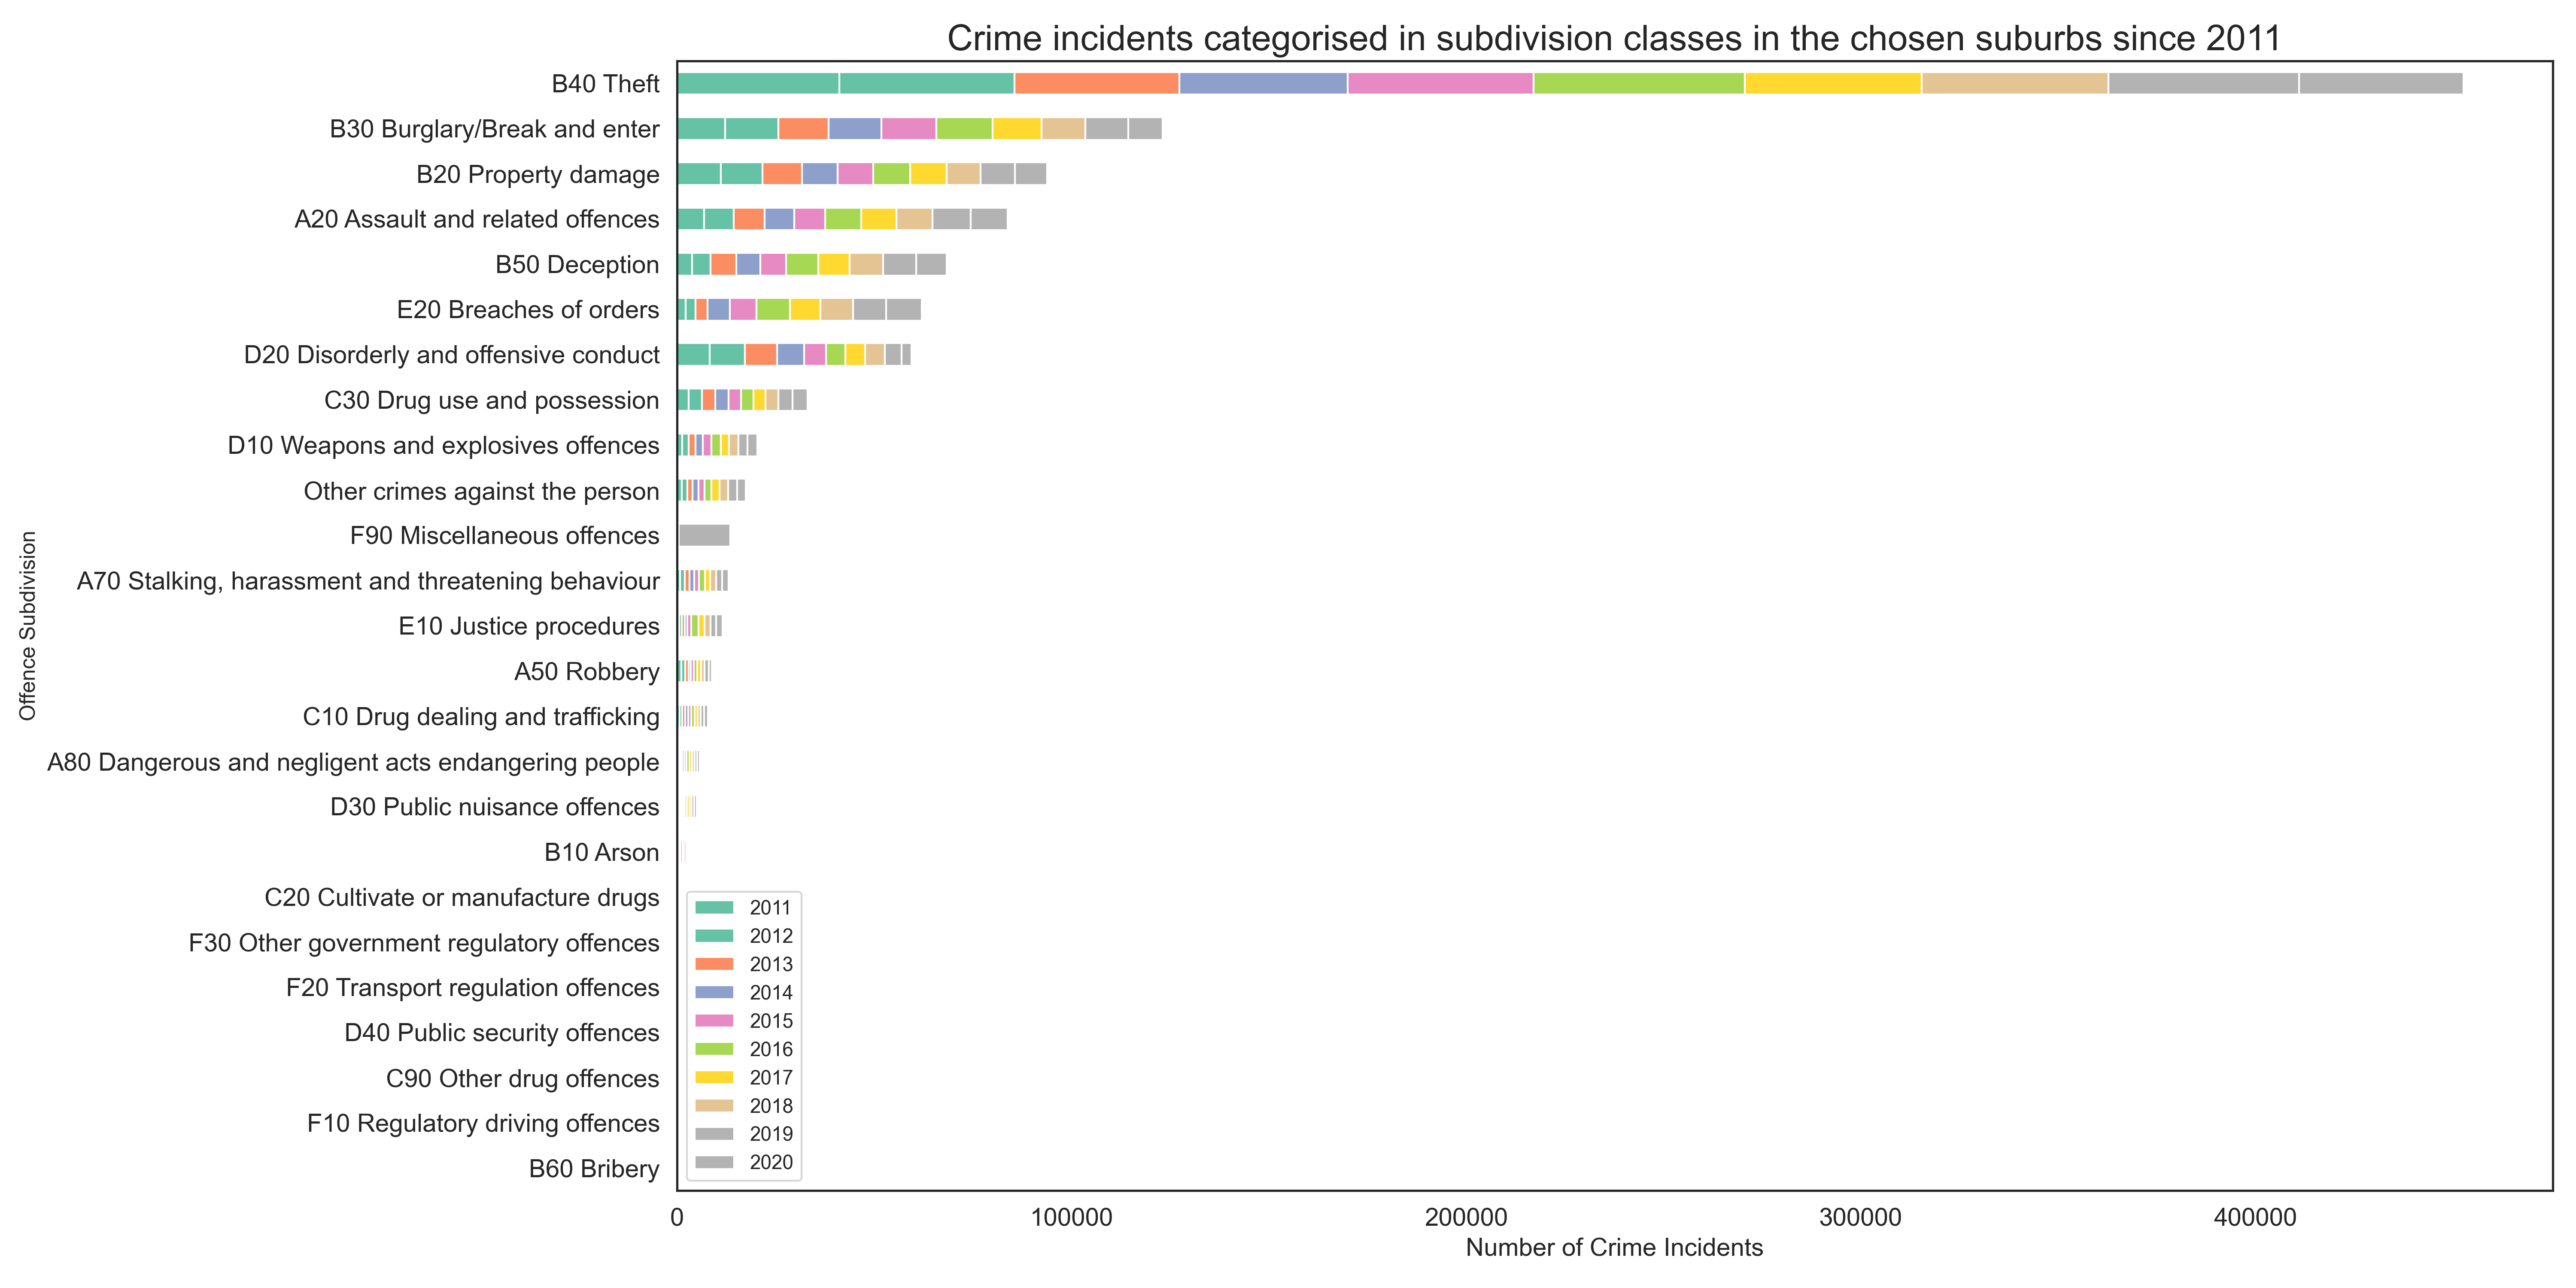 Crime incidents categorised in subdivision classes in the chosen suburbs since 2011
Offence Subdivision
B40 Theft
B30 Burglary/Break and enter
B20 Property damage
A20 Assault and related offences
B50 Deception
E20 Breaches of orders
D20 Disorderly and offensive conduct
C30 Drug use and possession
D10 Weapons and explosives offences
Other crimes against the person
F90 Miscellaneous offences
A70 Stalking, harassment and threatening behaviour
E10 Justice procedures
A50 Robbery
C10 Drug dealing and trafficking
A80 Dangerous and negligent acts endangering people
D30 Public nuisance offences
B10 Arson
C20 Cultivate or manufacture drugs
F30 Other government regulatory offences
F20 Transport regulation offences
D40 Public security offences
C90 Other drug offences
F10 Regulatory driving offences
B60 Bribery
2011
2012
2013
2014
2015
2016
2017
2018
2019
2020
0 100000 200000 300000 400000
Number of Crime Incidents